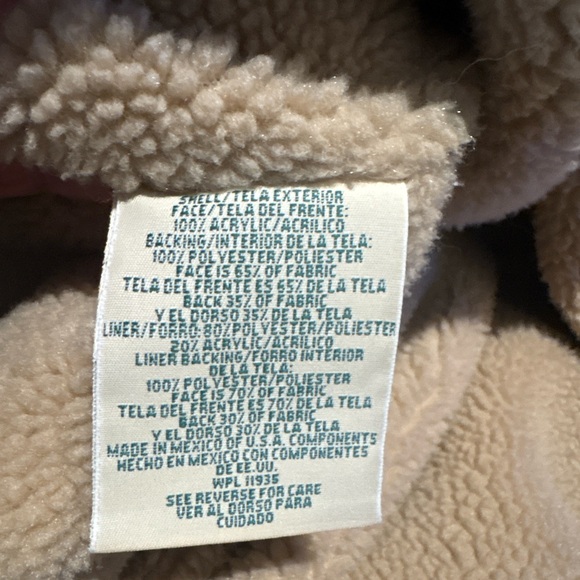 SHELL/TELA EXTERIOR
FACE/TELA DEL FRENTE:
100% ACRYLIC/ACRILICO
BACKING/INTERIOR DE LA TELA:
100% POLYESTER/POLIESTER
FACE IS 65% OF FABRIC
TELA DEL FRENTE ES 65% DE LA TELA
BACK 35% OF FABRIC
Y EL DORSO 35% DE LA TELA
LINER/FORRO: 80% POLYESTER/POLIESTER
20% ACRYLIC/ACRILICO
LINER BACKING/FORRO INTERIOR
DE LA TELA:
100% POLYESTER/POLIESTER
FACE IS 70% OF FABRIC
TELA DEL FRENTE ES 70% DE LA TELA
BACK 30% OF FABRIC
Y EL DORSO 30% DE LA TELA
MADE IN MEXICO OF U.S.A. COMPONENTS
HECHO EN MEXICO CON COMPONENTES
DE EE.UU.
WPL 11935
SEE REVERSE FOR CARE
VER AL DORSO PARA
CUIDADO